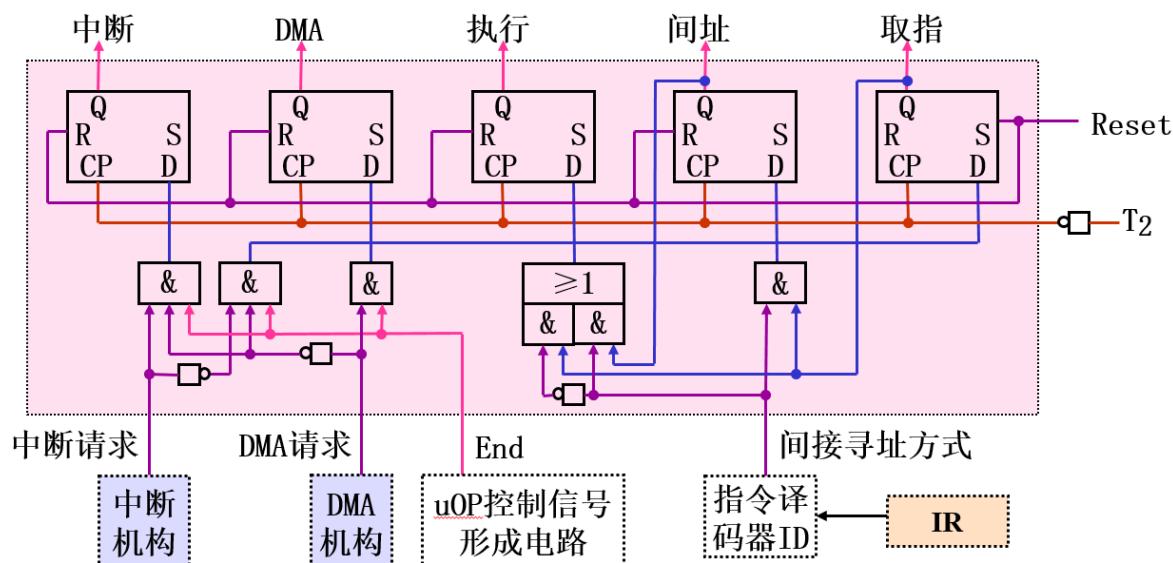 中断 DMA 执行 间址 取指
Q Q Q Q Q
R S R S R S R S R S
Reset
CP D CP D CP D CP D CP D
T2
& & & ≥1 &
& &
中断请求 DMA请求 End 间接寻址方式
中断 DMA uOP控制信号 指令译 IR
机构 机构 形成电路 码器ID